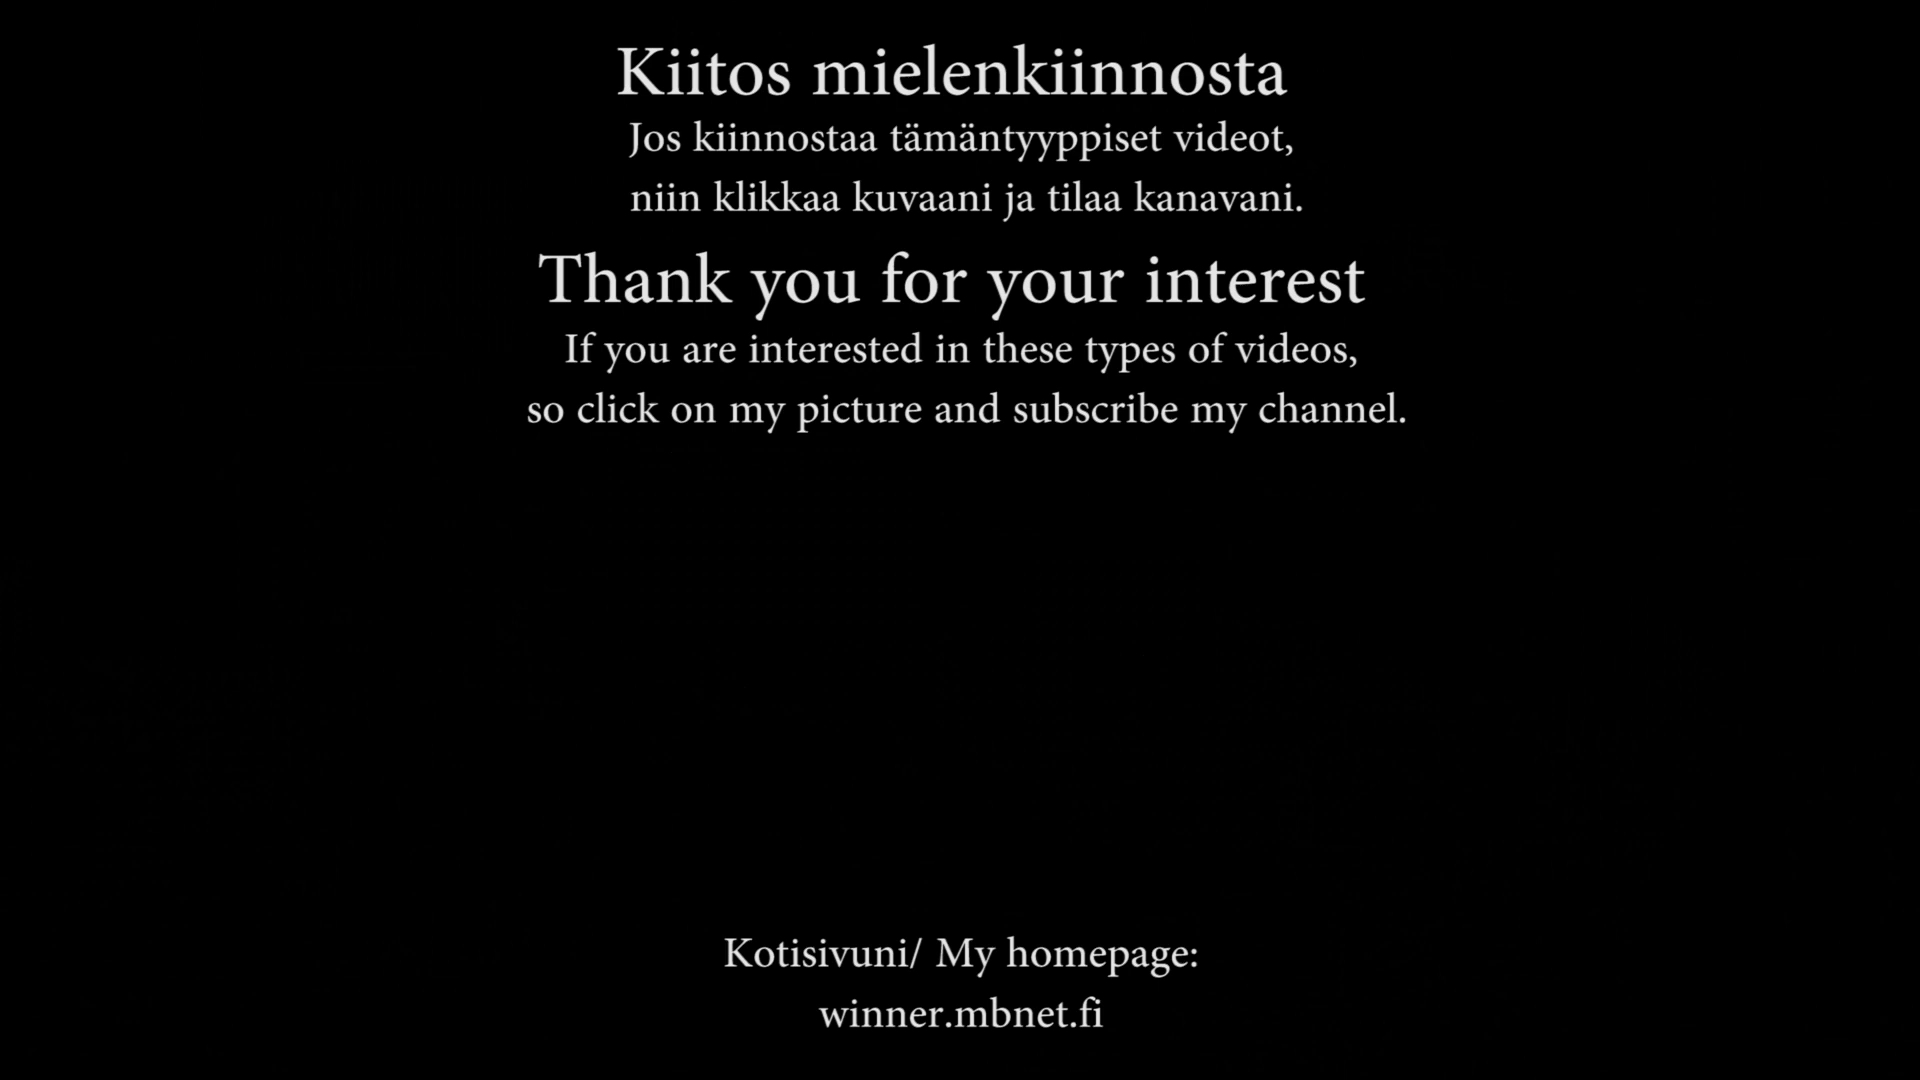 Kiitos mielenkiinnosta
Jos kiinnostaa tämäntyyppiset videot,
niin klikkaa kuvaani ja tilaa kanavani.
Thank you for your interest
If you are interested in these types of videos,
so click on my picture and subscribe my channel.
Kotisivuni/ My homepage:
winner.mbnet.fi